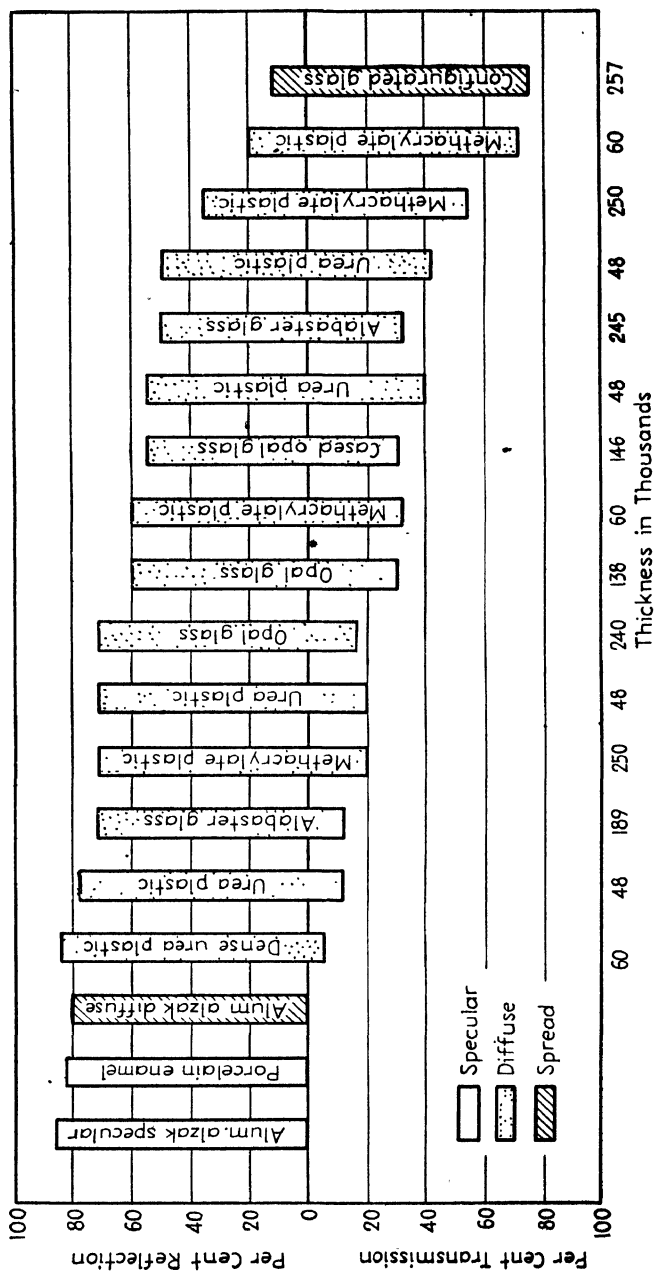 Per Cent Reflection
Per Cent Transmission
100
80
60
40
20
0
20
40
60
80
100
Alum. alzak specular
Porcelain enamel
Alum alzak diffuse
Dense urea plastic
Urea plastic
Alabaster glass
Methacrylate plastic
Urea plastic
Opal glass
Opal glass
Methacrylate plastic
Cased opal glass
Urea plastic
Alabaster glass
Urea plastic
Methacrylate plastic
Methacrylate plastic
Configurated glass
Specular
Diffuse
Spread
60 48 189 250 48 240 138 60 146 48 245 48 250 60 257
Thickness in Thousands